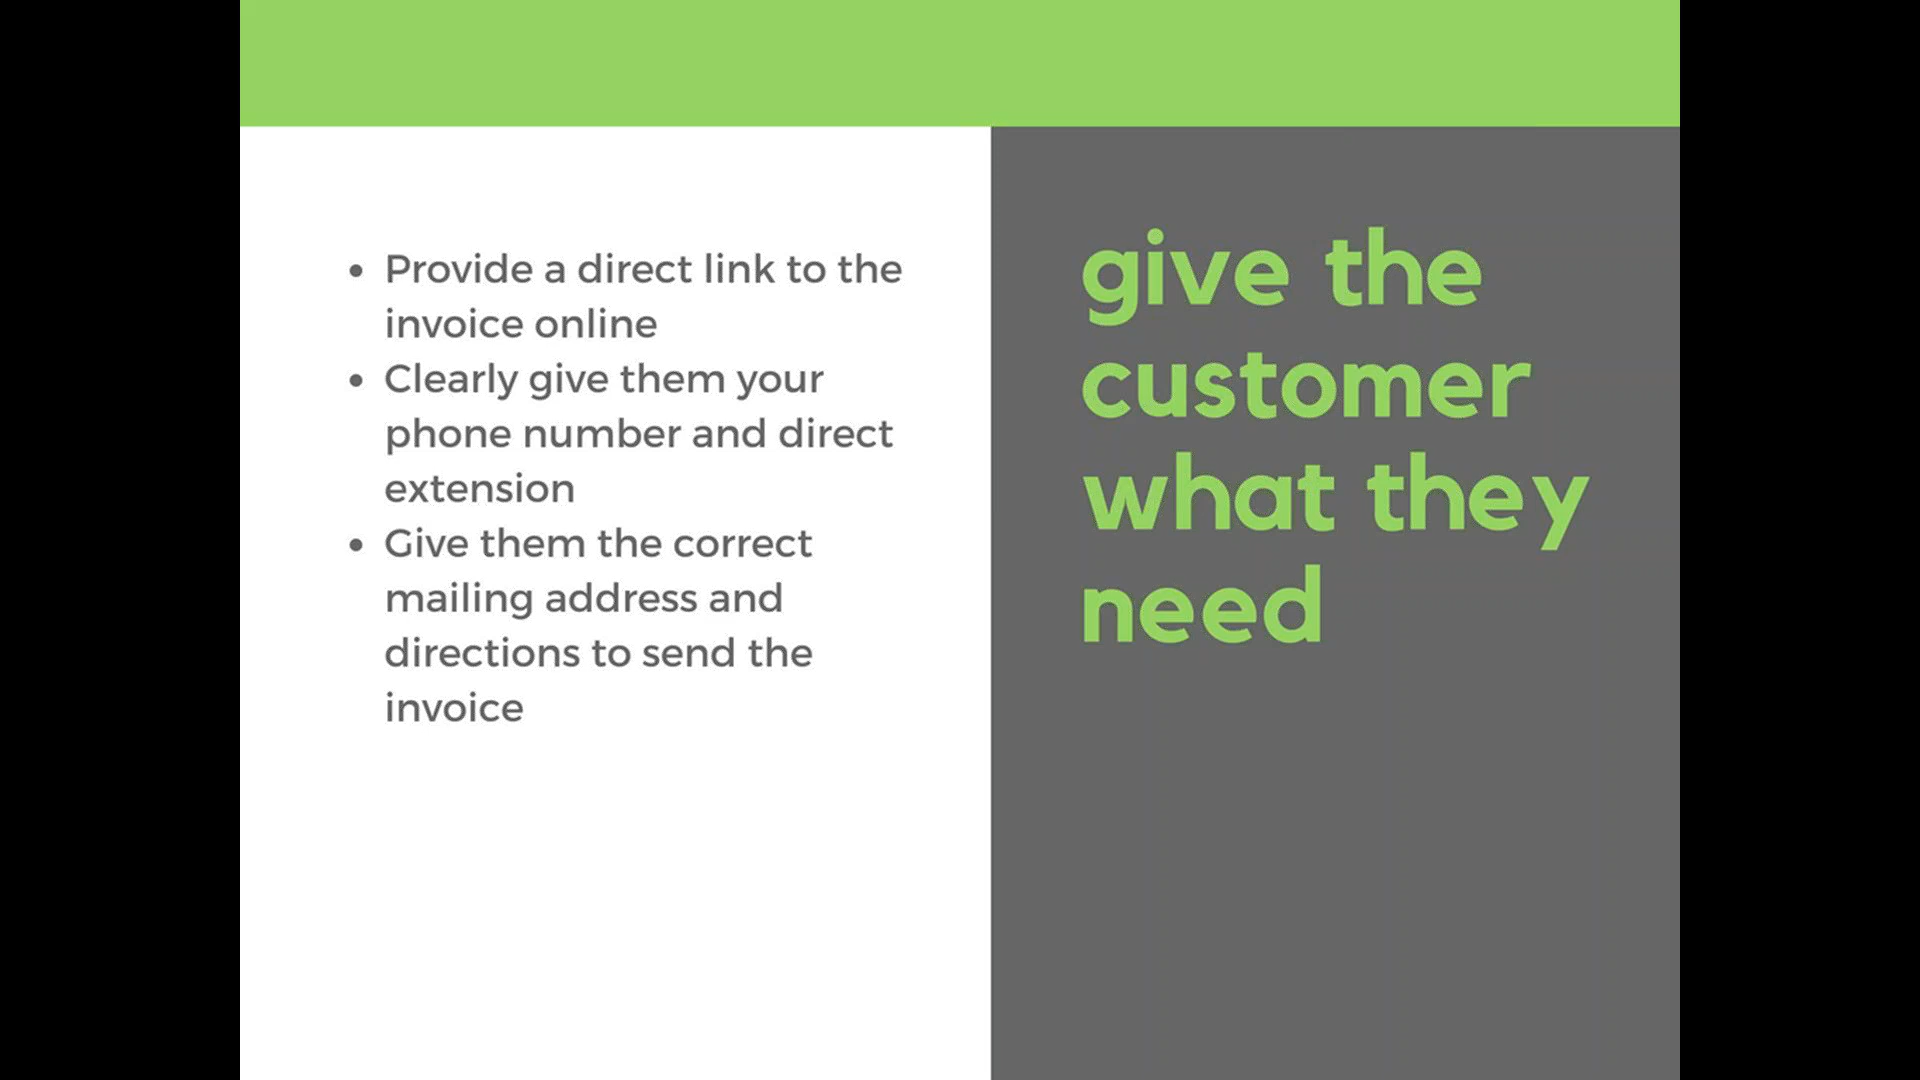 • Provide a direct link to the
invoice online
• Clearly give them your
phone number and direct
extension
• Give them the correct
mailing address and
directions to send the
invoice
give the
customer
what they
need